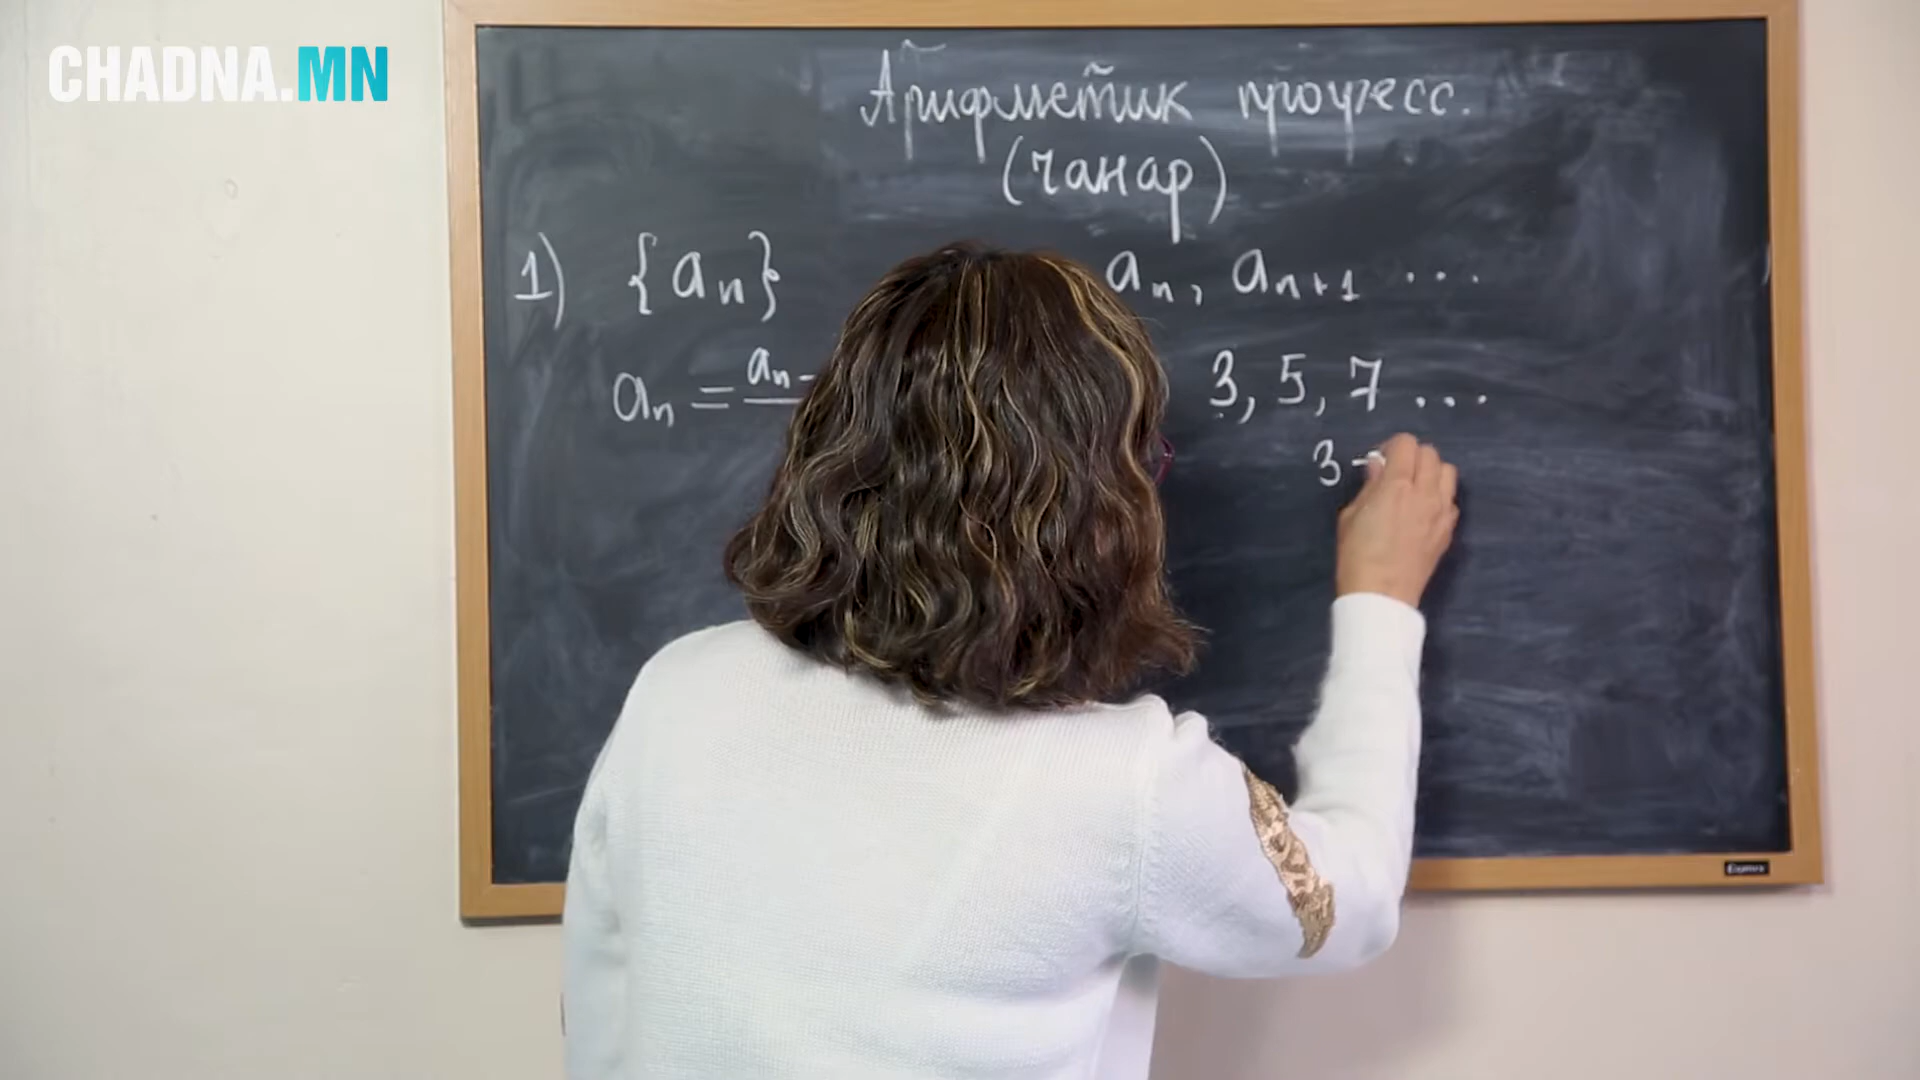 CHADNA.MN
Арифметик прогресс.
(чанар)
1) {aₙ} aₙ, aₙ₊₁ ...
aₙ = aₙ₋ 3, 5, 7 ...
3+